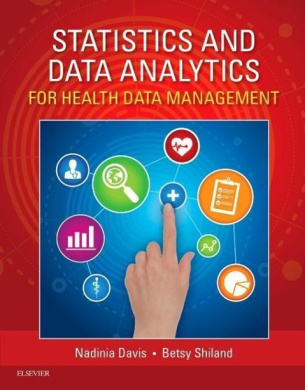 STATISTICS AND
DATA ANALYTICS
FOR HEALTH DATA MANAGEMENT
Nadinia Davis • Betsy Shiland
ELSEVIER